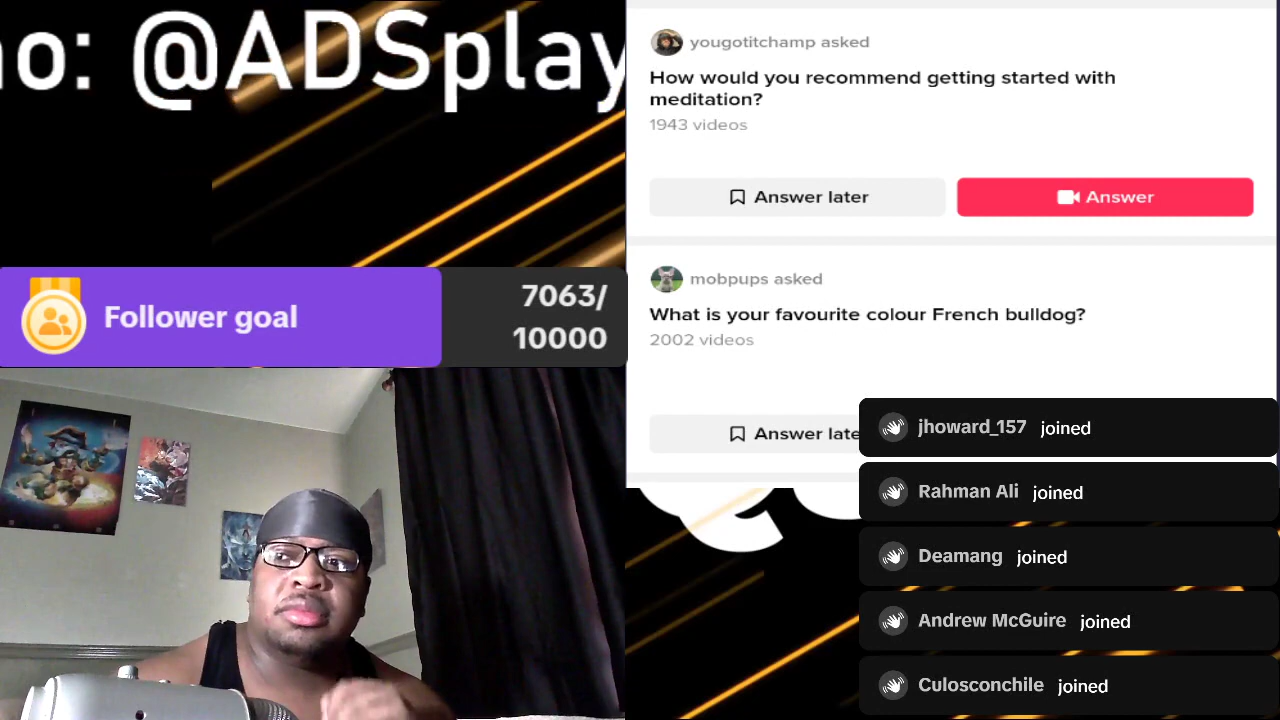 no: @ADSplay
yougotitchamp asked
How would you recommend getting started with
meditation?
1943 videos
Answer later
Answer
mobpups asked
What is your favourite colour French bulldog?
2002 videos
Answer late
Follower goal
7063/
10000
jhoward_157 joined
Rahman Ali joined
Deamang joined
Andrew McGuire joined
Culosconchile joined